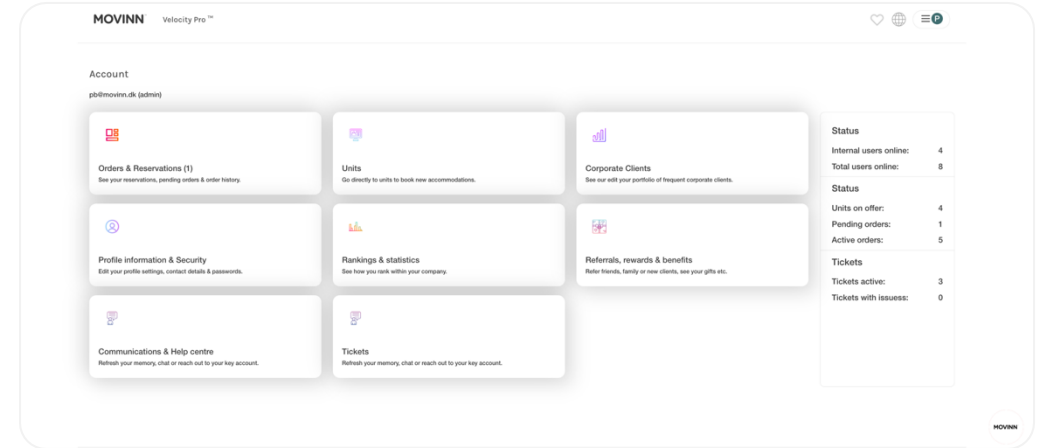 MOVINN Velocity Pro ™
P
Account
pb@movinn.dk (admin)
Orders & Reservations (1)
See your reservations, pending orders & order history.
Units
Go directly to units to book new accommodations.
Corporate Clients
See our edit your portfolio of frequent corporate clients.
Profile information & Security
Edit your profile settings, contact details & passwords.
Rankings & statistics
See how you rank within your company.
Referrals, rewards & benefits
Refer friends, family or new clients, see your gifts etc.
Communications & Help centre
Refresh your memory, chat or reach out to your key account.
Tickets
Refresh your memory, chat or reach out to your key account.
Status
Internal users online: 4
Total users online: 8
Status
Units on offer: 4
Pending orders: 1
Active orders: 5
Tickets
Tickets active: 3
Tickets with issuess: 0
MOVINN